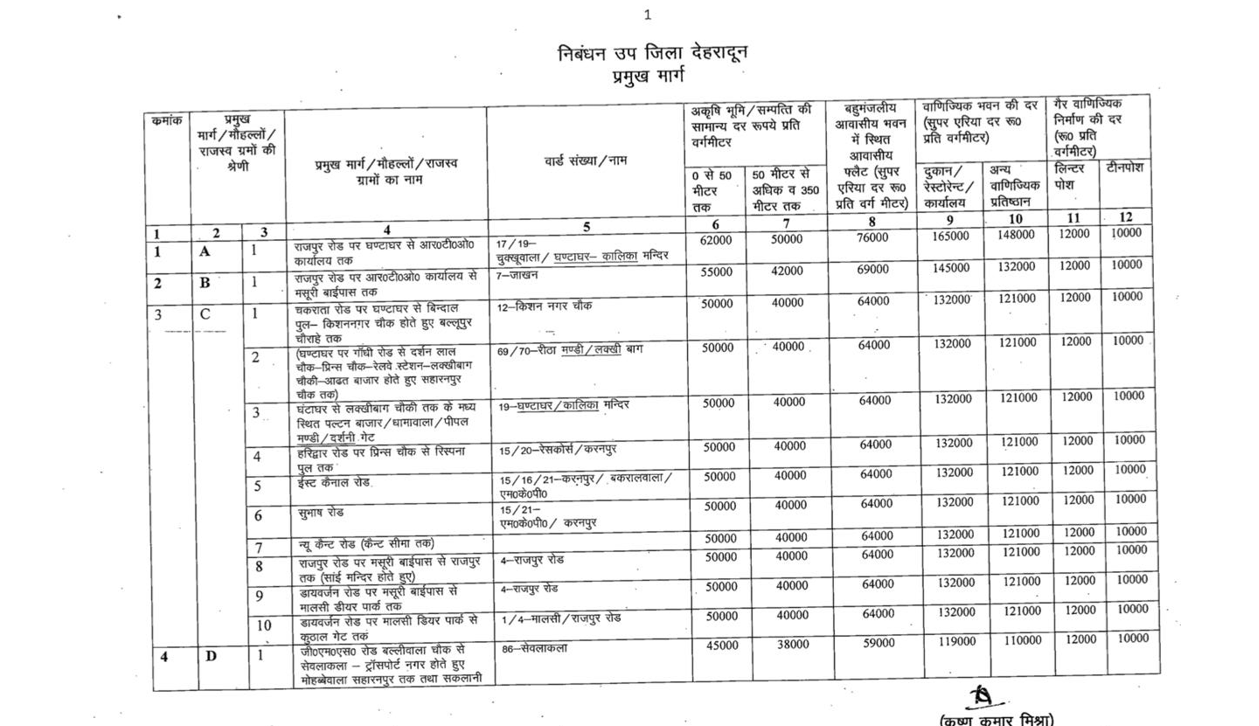 1
निबंधन उप जिला देहरादून
प्रमुख मार्ग
कमांक
प्रमुख मार्ग/मौहल्लों/ राजस्व ग्रमों की श्रेणी
प्रमुख मार्ग/मौहल्लों/राजस्व ग्रामों का नाम
वार्ड संख्या/नाम
अकृषि भूमि/सम्पत्ति की सामान्य दर रूपये प्रति वर्गमीटर
बहुमंजलीय आवासीय भवन में स्थित आवासीय फ्लैट (सुपर एरिया दर रू0 प्रति वर्ग मीटर)
वाणिज्यिक भवन की दर (सुपर एरिया दर रू0 प्रति वर्गमीटर)
गैर वाणिज्यिक निर्माण की दर (रू0 प्रति वर्गमीटर)
0 से 50 मीटर तक
50 मीटर से अधिक व 350 मीटर तक
दुकान/ रेस्टोरेन्ट/ कार्यालय
अन्य वाणिज्यिक प्रतिष्ठान
लिन्टर पोश
टीनपोश
1 2 3 4 5 6 7 8 9 10 11 12
1 A 1 राजपुर रोड पर घण्टाघर से आर0टी0ओ0 17/19– 62000 50000 76000 165000 148000 12000 10000
कार्यालय तक चुक्खूवाला/ घण्टाघर– कालिका मन्दिर
2 B 1 राजपुर रोड पर आर0टी0ओ0 कार्यालय से 7–जाखन 55000 42000 69000 145000 132000 12000 10000
मसूरी बाईपास तक
3 C 1 चकराता रोड पर घण्टाघर से बिन्दाल 12–किशन नगर चौक 50000 40000 64000 132000 121000 12000 10000
पुल– किशननगर चौक होते हुए बल्लूपुर
चौराहे तक
2 (घण्टाघर पर गाँधी रोड से दर्शन लाल 69/70–रीठा मण्डी/लक्खी बाग 50000 40000 64000 132000 121000 12000 10000
चौक–प्रिन्स चौक–रेलवे स्टेशन–लक्खीबाग
चौकी–आढत बाजार होते हुए सहारनपुर
चौक तक)
3 घंटाघर से लक्खीबाग चौकी तक के मध्य 19–घण्टाघर/कालिका मन्दिर 50000 40000 64000 132000 121000 12000 10000
स्थित पल्टन बाजार/धामावाला/पीपल
मण्डी/दर्शनी गेट
4 हरिद्वार रोड पर प्रिन्स चौक से रिस्पना 15/20–रेसकोर्स/करनपुर 50000 40000 64000 132000 121000 12000 10000
पुल तक
5 ईस्ट कैनाल रोड 15/16/21–करनपुर/ बकरालवाला/ 50000 40000 64000 132000 121000 12000 10000
एम0के0पी0
6 सुभाष रोड 15/21– 50000 40000 64000 132000 121000 12000 10000
एम0के0पी0/ करनपुर
7 न्यू कैन्ट रोड (कैन्ट सीमा तक) 50000 40000 64000 132000 121000 12000 10000
8 राजपुर रोड पर मसूरी बाईपास से राजपुर 4–राजपुर रोड 50000 40000 64000 132000 121000 12000 10000
तक (सांई मन्दिर होते हुए)
9 डायवर्जन रोड पर मसूरी बाईपास से 4–राजपुर रोड 50000 40000 64000 132000 121000 12000 10000
मालसी डीयर पार्क तक
10 डायवर्जन रोड पर मालसी डियर पार्क से 1/4–मालसी/राजपुर रोड 50000 40000 64000 132000 121000 12000 10000
कुठाल गेट तक
4 D 1 जी0एम0एस0 रोड बल्लीवाला चौक से 86–सेवलाकला 45000 38000 59000 119000 110000 12000 10000
सेवलाकला – ट्रॉसपोर्ट नगर होते हुए
मोहब्बेवाला सहारनपुर तक तथा सकलानी
(कृष्ण कुमार मिश्रा)